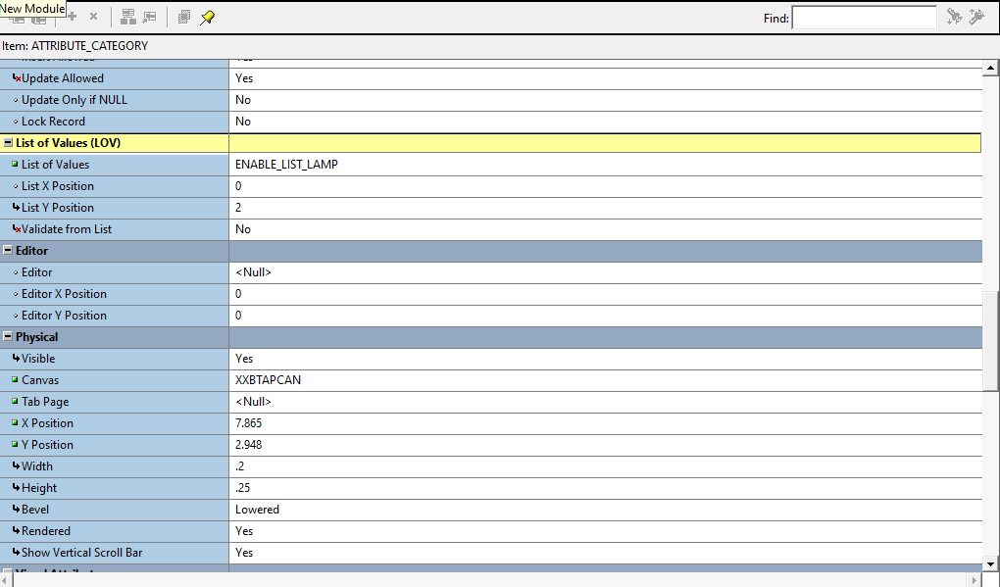 New Module
Find:
Item: ATTRIBUTE_CATEGORY
Insert Allowed Yes
Update Allowed Yes
Update Only if NULL No
Lock Record No
List of Values (LOV)
List of Values ENABLE_LIST_LAMP
List X Position 0
List Y Position 2
Validate from List No
Editor
Editor <Null>
Editor X Position 0
Editor Y Position 0
Physical
Visible Yes
Canvas XXBTAPCAN
Tab Page <Null>
X Position 7.865
Y Position 2.948
Width .2
Height .25
Bevel Lowered
Rendered Yes
Show Vertical Scroll Bar Yes